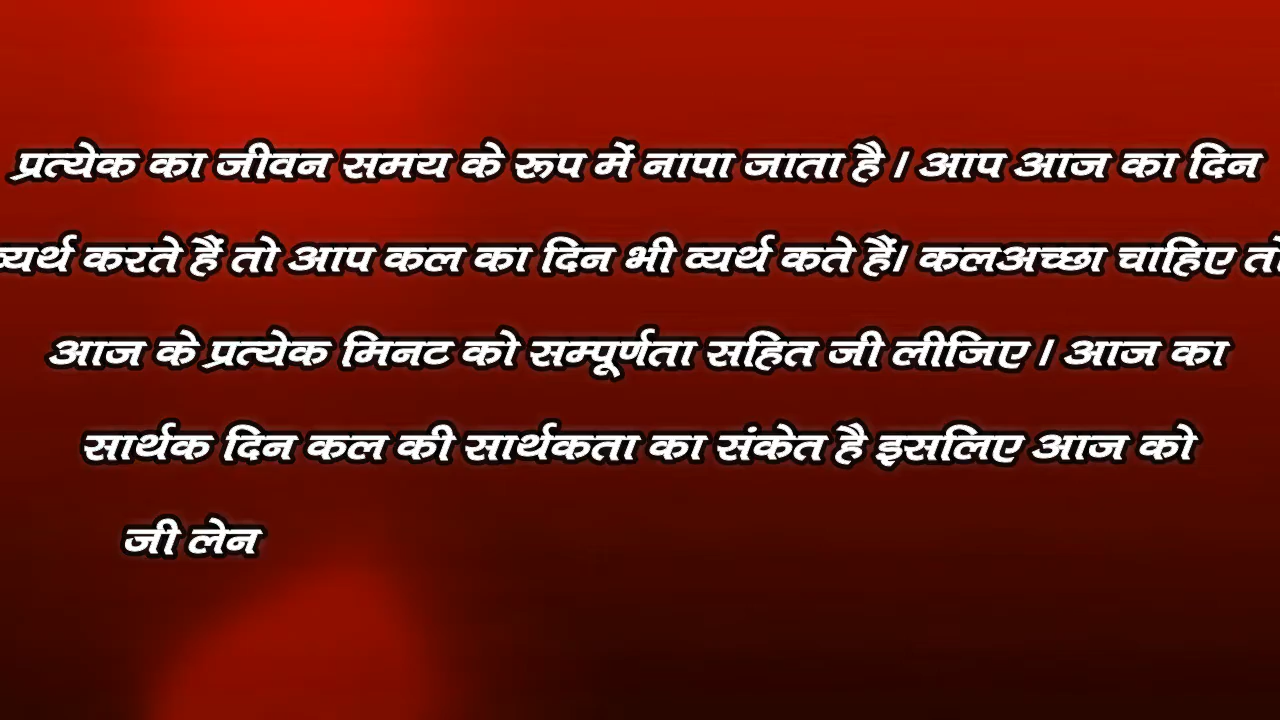 प्रत्येक का जीवन समय के रूप में नापा जाता है । आप आज का दिन
व्यर्थ करते हैं तो आप कल का दिन भी व्यर्थ कते हैं। कलअच्छा चाहिए तो
आज के प्रत्येक मिनट को सम्पूर्णता सहित जी लीजिए । आज का
सार्थक दिन कल की सार्थकता का संकेत है इसलिए आज को
जी लेन